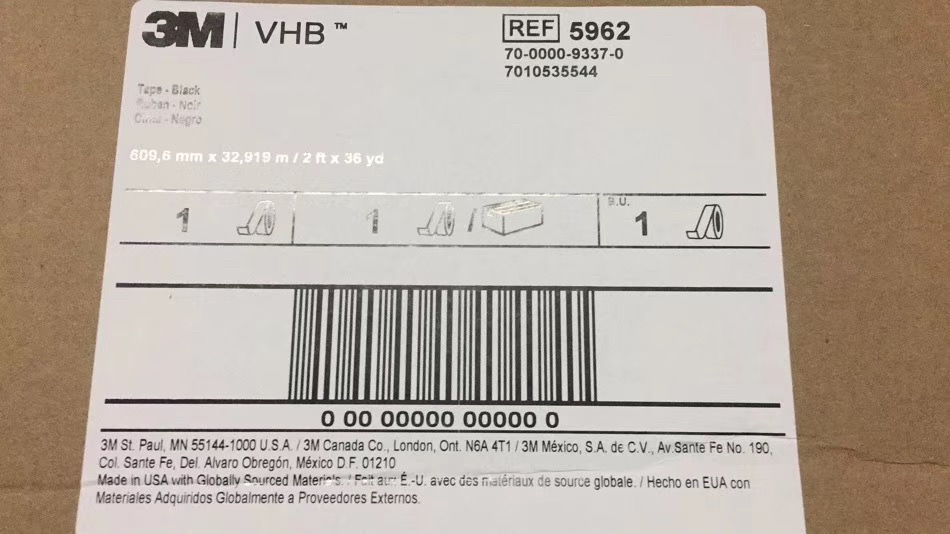 3M | VHB™
REF 5962
70-0000-9337-0
7010535544
Tape - Black
Ruban - Noir
Cinta - Negro
609,6 mm x 32,919 m / 2 ft x 36 yd
1
1 /
B.U. 1
0 00 00000 00000 0
3M St. Paul, MN 55144-1000 U.S.A. / 3M Canada Co., London, Ont. N6A 4T1 / 3M México, S.A. de C.V., Av.Sante Fe No. 190,
Col. Sante Fe, Del. Alvaro Obregón, México D.F. 01210
Made in USA with Globally Sourced Materials. / Fait aux É.-U. avec des matériaux de source globale. / Hecho en EUA con
Materiales Adquiridos Globalmente a Proveedores Externos.